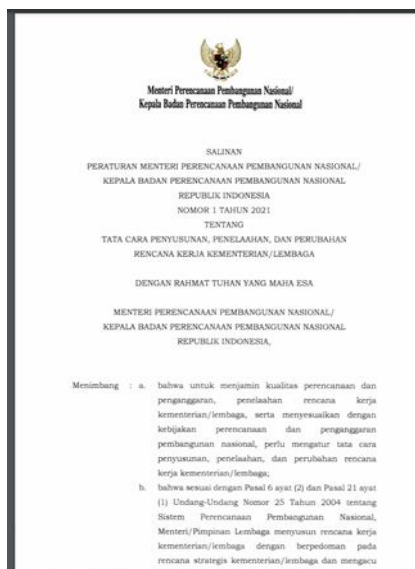 Menteri Perencanaan Pembangunan Nasional/
Kepala Badan Perencanaan Pembangunan Nasional
SALINAN
PERATURAN MENTERI PERENCANAAN PEMBANGUNAN NASIONAL/
KEPALA BADAN PERENCANAAN PEMBANGUNAN NASIONAL
REPUBLIK INDONESIA
NOMOR 1 TAHUN 2021
TENTANG
TATA CARA PENYUSUNAN, PENELAAHAN, DAN PERUBAHAN
RENCANA KERJA KEMENTERIAN/LEMBAGA
DENGAN RAHMAT TUHAN YANG MAHA ESA
MENTERI PERENCANAAN PEMBANGUNAN NASIONAL/
KEPALA BADAN PERENCANAAN PEMBANGUNAN NASIONAL
REPUBLIK INDONESIA,
Menimbang : a. bahwa untuk menjamin kualitas perencanaan dan
penganggaran, penelaahan rencana kerja
kementerian/lembaga, serta menyesuaikan dengan
kebijakan perencanaan dan penganggaran
pembangunan nasional, perlu mengatur tata cara
penyusunan, penelaahan, dan perubahan rencana
kerja kementerian/lembaga;
b. bahwa sesuai dengan Pasal 6 ayat (2) dan Pasal 21 ayat
(1) Undang-Undang Nomor 25 Tahun 2004 tentang
Sistem Perencanaan Pembangunan Nasional,
Menteri/Pimpinan Lembaga menyusun rencana kerja
kementerian/lembaga dengan berpedoman pada
rencana strategis kementerian/lembaga dan mengacu